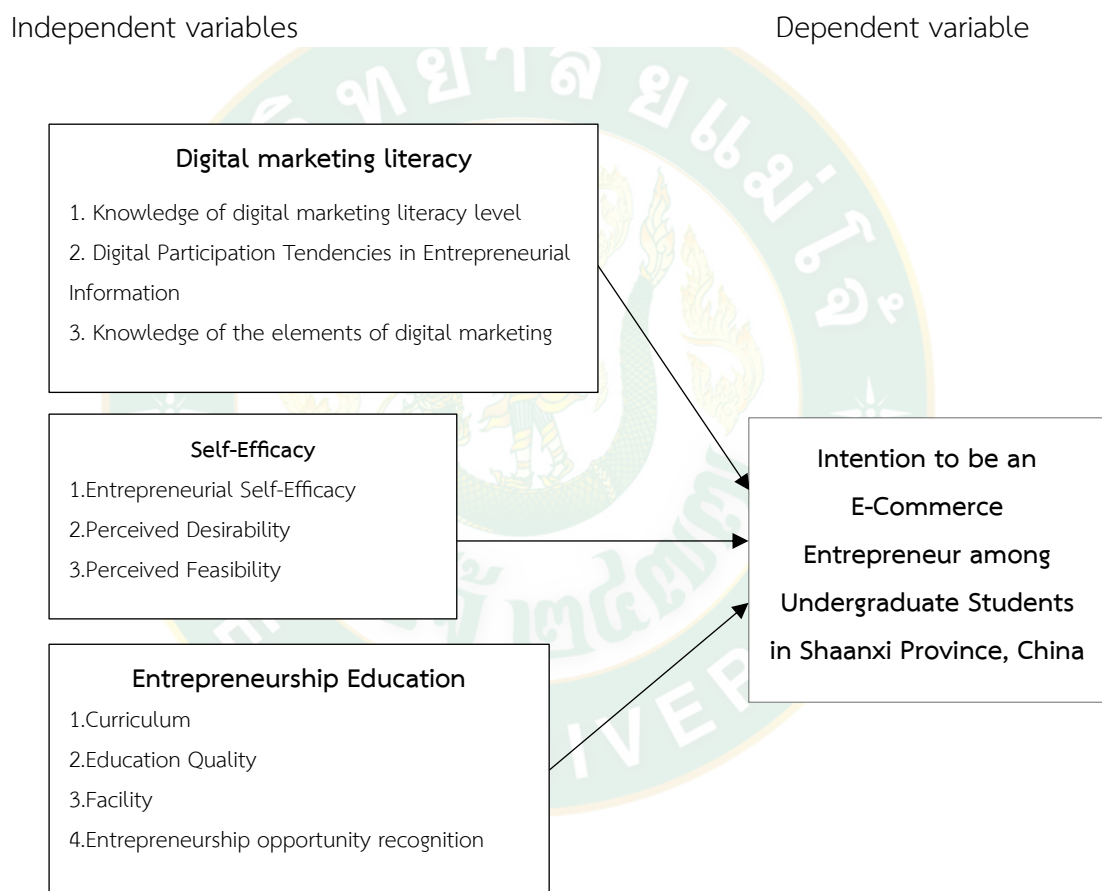 Independent variables
Dependent variable
Digital marketing literacy
1. Knowledge of digital marketing literacy level
2. Digital Participation Tendencies in Entrepreneurial
Information
3. Knowledge of the elements of digital marketing
Self-Efficacy
1.Entrepreneurial Self-Efficacy
2.Perceived Desirability
3.Perceived Feasibility
Entrepreneurship Education
1.Curriculum
2.Education Quality
3.Facility
4.Entrepreneurship opportunity recognition
Intention to be an
E-Commerce
Entrepreneur among
Undergraduate Students
in Shaanxi Province, China